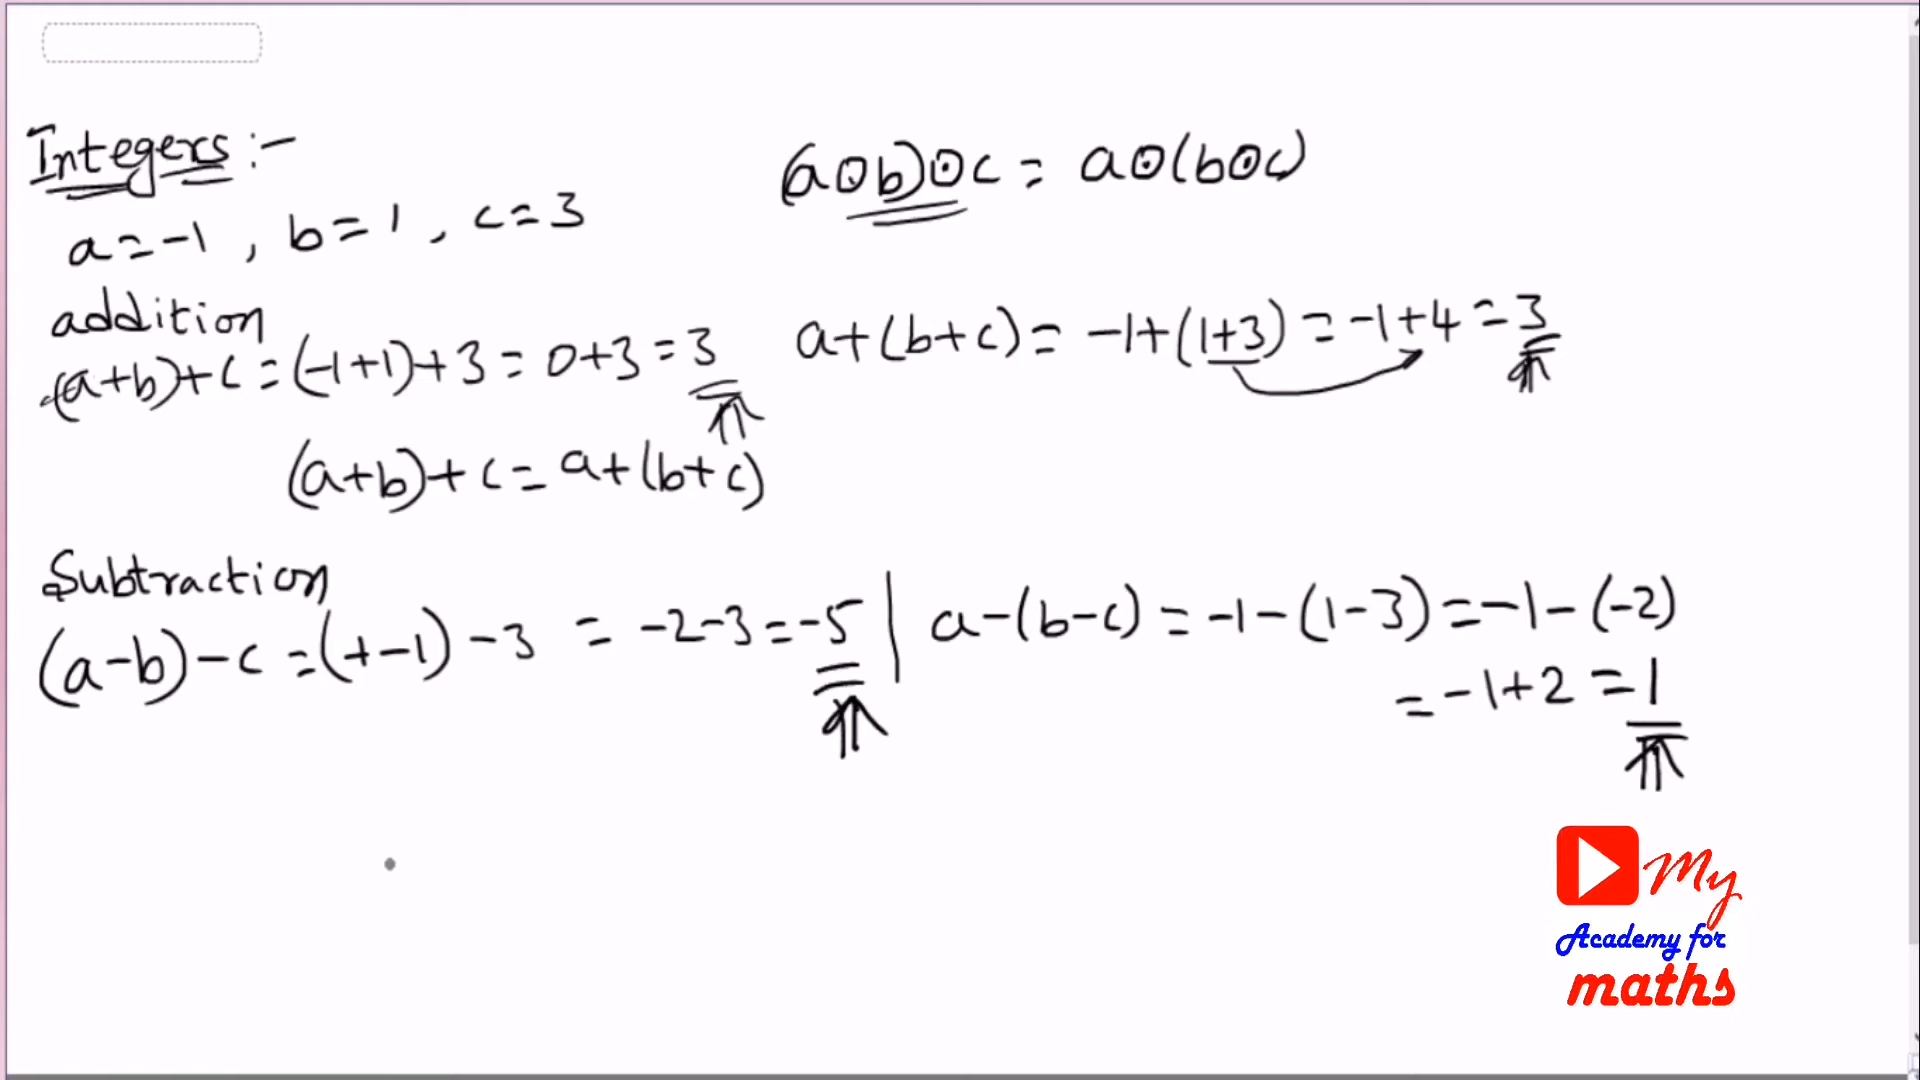 Integers :-
(a⊙b)⊙c = a⊙(b⊙c)
a=-1 , b=1 , c=3
addition
(a+b)+c = (-1+1)+3 = 0+3 = 3
a+(b+c) = -1+(1+3) = -1+4 = 3
(a+b)+c = a+(b+c)
Subtraction
(a-b)-c = (+-1)-3 = -2-3 = -5
a-(b-c) = -1-(1-3) = -1-(-2)
= -1+2 = 1
My
Academy for
maths